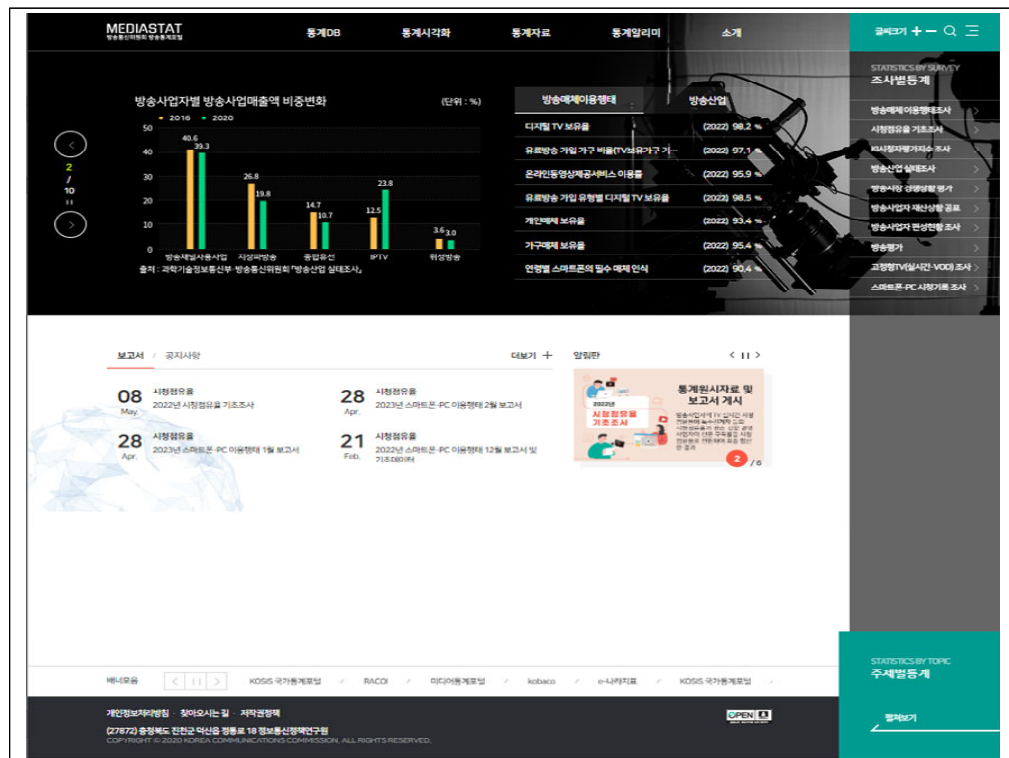 MEDIASTAT
방송통신위원회 방송통계포털
통계DB
통계시각화
통계자료
통계알리미
소개
글씨크기
방송사업자별 방송사업매출액 비중변화
(단위 : %)
2016 2020
50
40
30
20
10
0
40.6
39.3
26.8
19.8
14.7
10.7
12.5
23.8
3.6
3.0
방송채널사용사업 지상파방송 종합유선 IPTV 위성방송
출처 : 과학기술정보통신부·방송통신위원회 「방송산업 실태조사」
2
/
10
방송매체이용행태
방송산업
디지털 TV 보유율 (2022) 98.2 %
유료방송 가입 가구 비율(TV보유가구 기… (2022) 97.1 %
온라인동영상제공서비스 이용률 (2022) 95.9 %
유료방송 가입 유형별 디지털 TV 보유율 (2022) 98.5 %
개인매체 보유율 (2022) 93.4 %
가구매체 보유율 (2022) 95.4 %
연령별 스마트폰의 필수 매체 인식 (2022) 90.4 %
STATISTICS BY SURVEY
조사별통계
방송매체이용행태조사
시청점유율 기초조사
KI시청자평가지수 조사
방송산업 실태조사
방송시장 경쟁상황 평가
방송사업자 재산상황 공표
방송사업자 편성현황 조사
방송평가
고정형TV(실시간·VOD) 조사
스마트폰·PC 시청기록 조사
보고서 / 공지사항
더보기
08
May.
시청점유율
2022년 시청점유율 기초조사
28
Apr.
시청점유율
2023년 스마트폰·PC 이용행태 2월 보고서
28
Apr.
시청점유율
2023년 스마트폰·PC 이용행태 1월 보고서
21
Feb.
시청점유율
2022년 스마트폰·PC 이용행태 12월 보고서 및
기초데이터
알림판
2022년
시청점유율
기초조사
통계원시자료 및
보고서 게시
2 / 6
배너모음
KOSIS 국가통계포털 / RACOI / 미디어통계포털 / kobaco / e-나라지표 / KOSIS 국가통계포털
STATISTICS BY TOPIC
주제별통계
펼쳐보기
개인정보처리방침 · 찾아오시는 길 · 저작권정책
(27872) 충청북도 진천군 덕산읍 정통로 18 정보통신정책연구원
COPYRIGHT © 2020 KOREA COMMUNICATIONS COMMISSION, ALL RIGHTS RESERVED.
OPEN